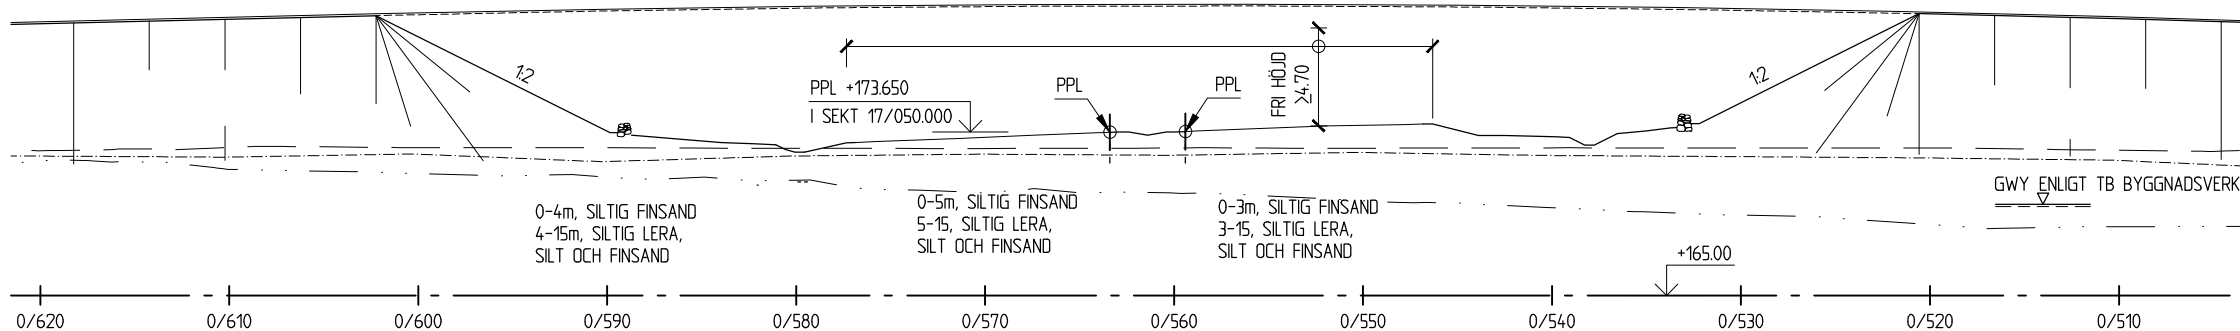 1:2
PPL +173.650
I SEKT 17/050.000
PPL
PPL
FRI HÖJD
≥4.70
1:2
GWY ENLIGT TB BYGGNADSVERK
0-4m, SILTIG FINSAND
4-15m, SILTIG LERA,
SILT OCH FINSAND
0-5m, SILTIG FINSAND
5-15, SILTIG LERA,
SILT OCH FINSAND
0-3m, SILTIG FINSAND
3-15, SILTIG LERA,
SILT OCH FINSAND
+165.00
0/620
0/610
0/600
0/590
0/580
0/570
0/560
0/550
0/540
0/530
0/520
0/510